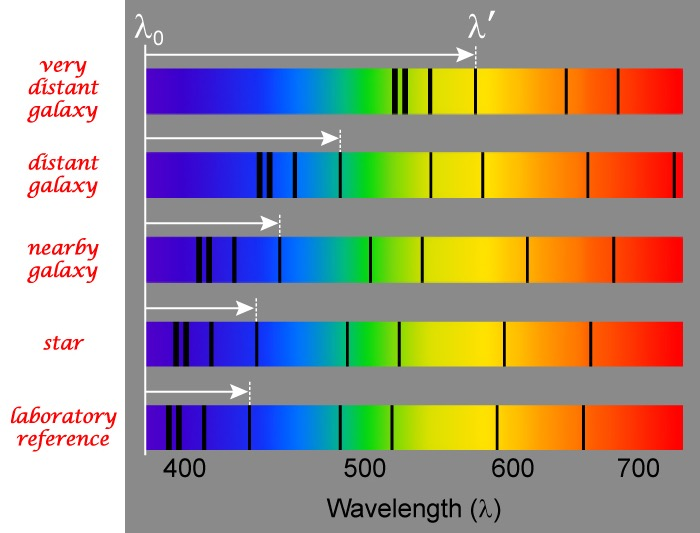 λ₀ λ′
very
distant
galaxy
distant
galaxy
nearby
galaxy
star
laboratory
reference
400 500 600 700
Wavelength (λ)